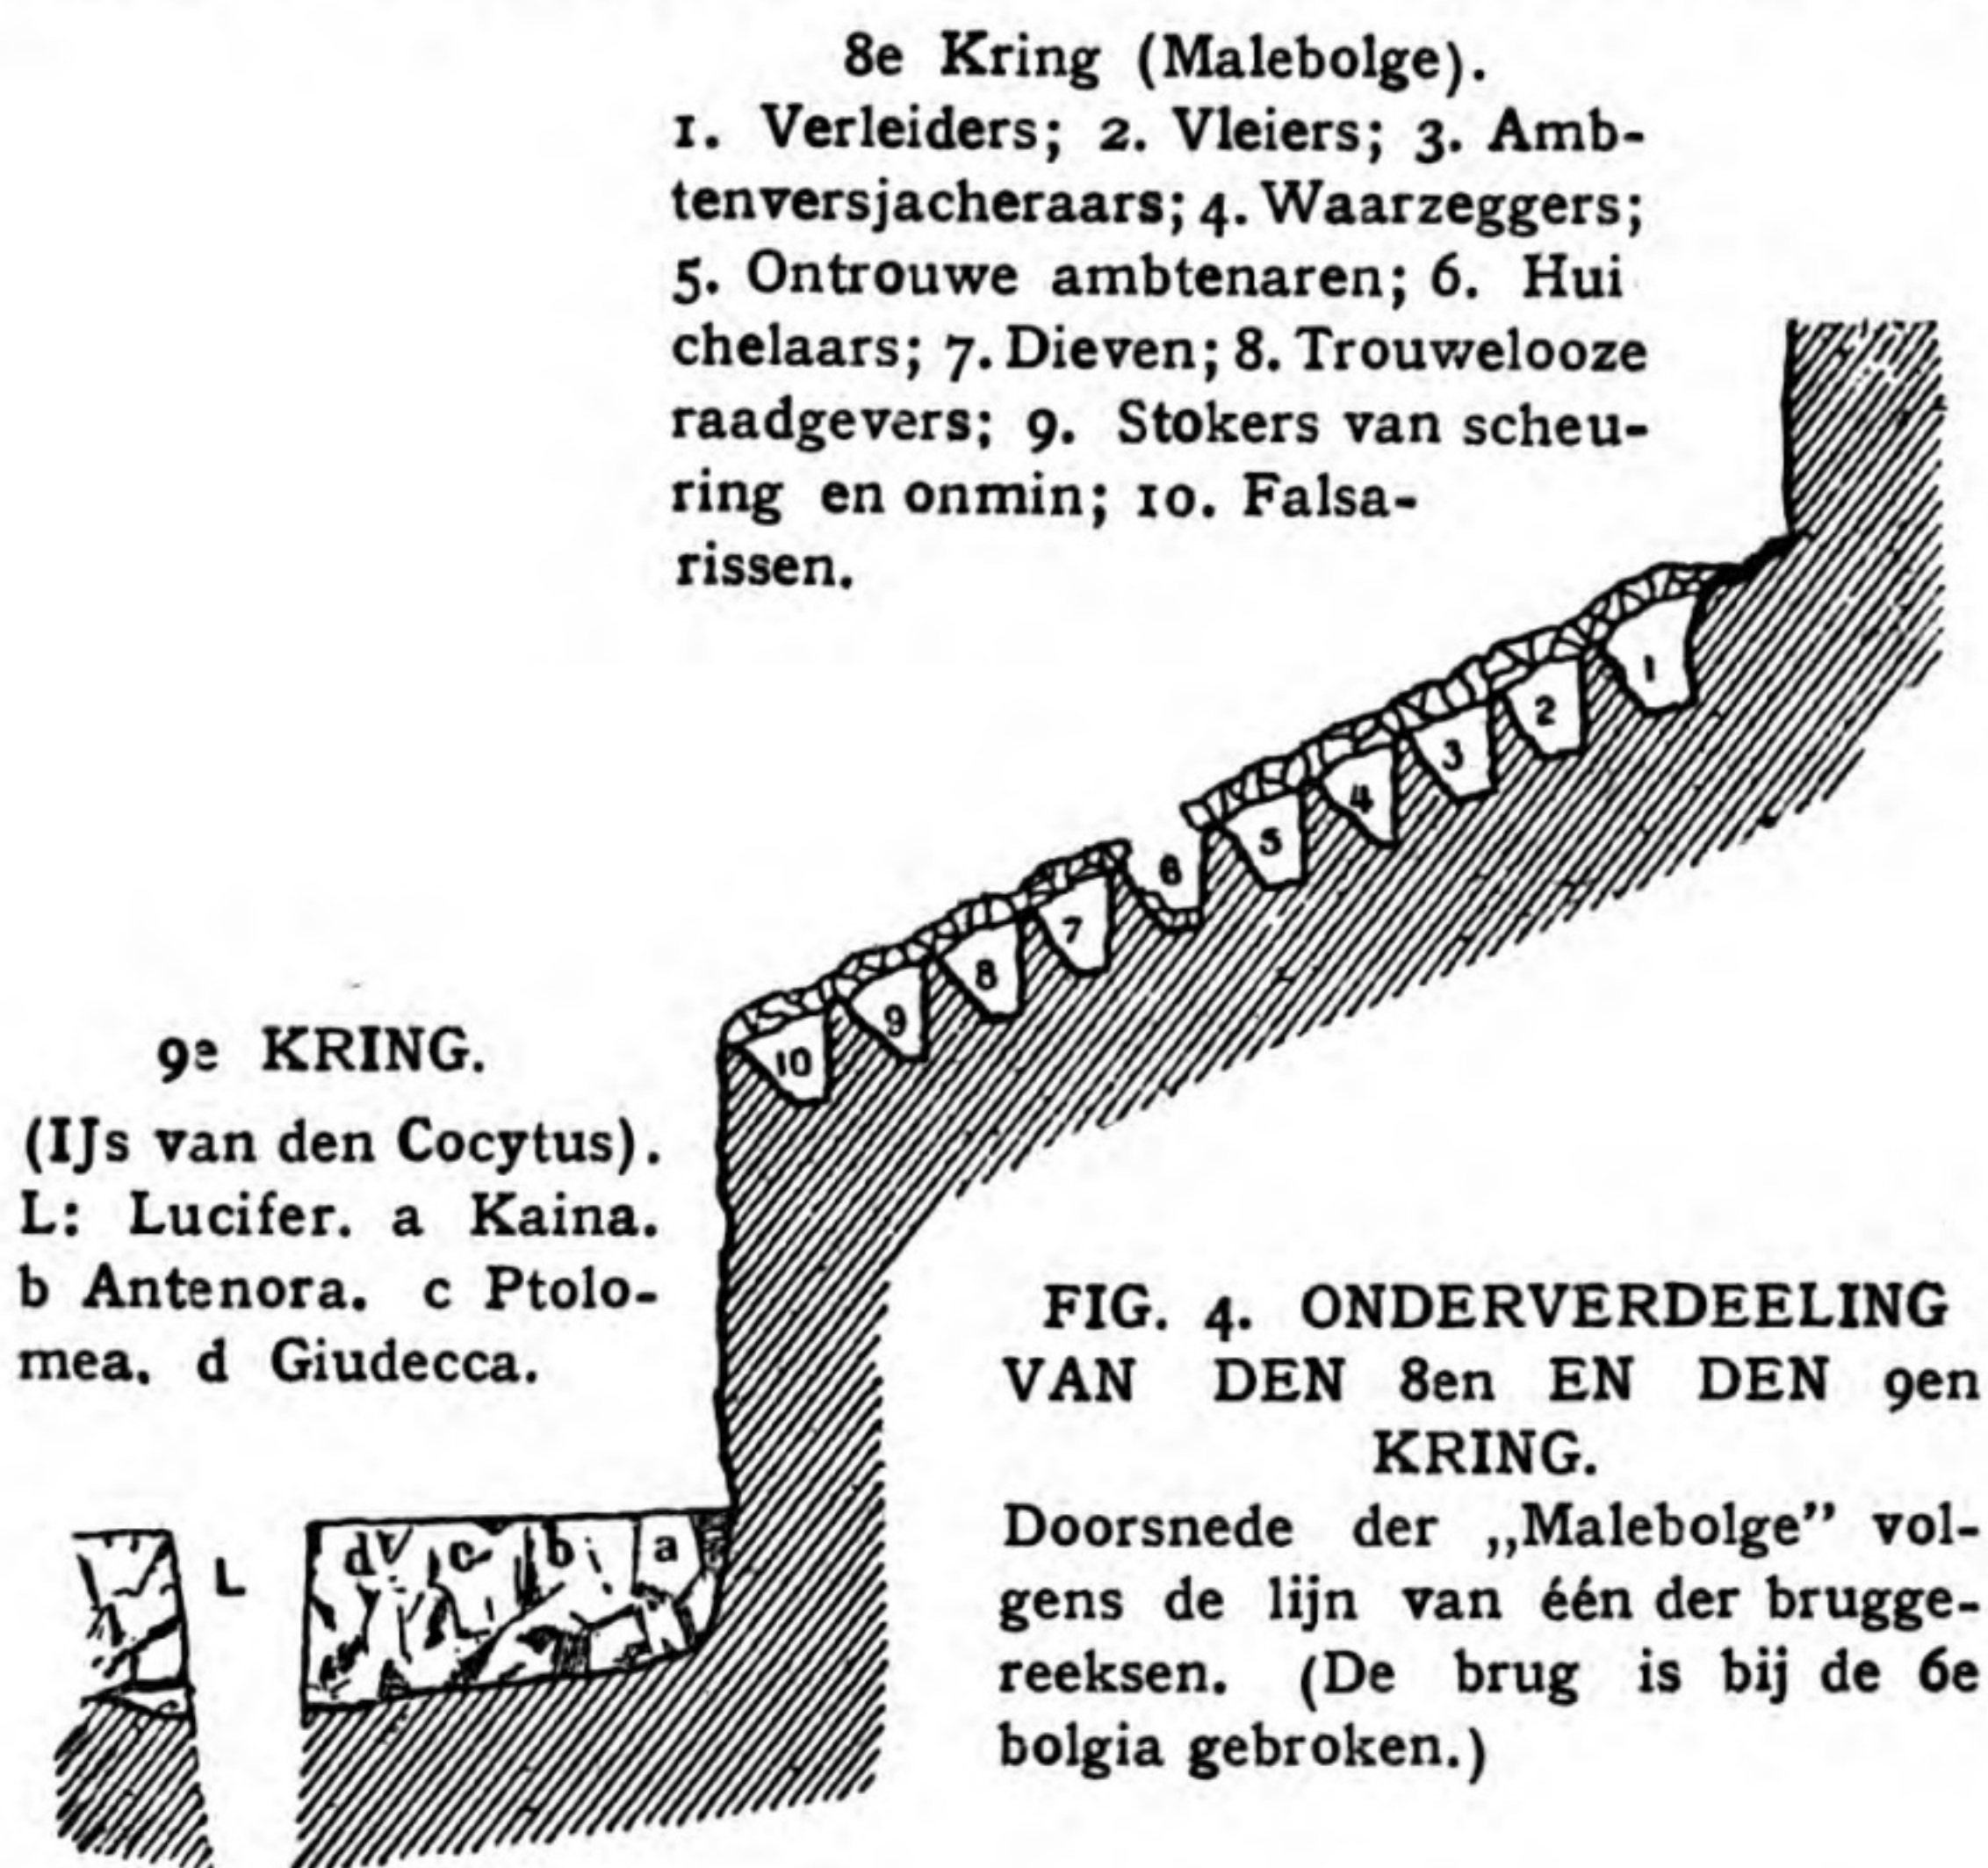 8e Kring (Malebolge).
1. Verleiders; 2. Vleiers; 3. Amb-
tenversjacheraars; 4. Waarzeggers;
5. Ontrouwe ambtenaren; 6. Hui
chelaars; 7. Dieven; 8. Trouwelooze
raadgevers; 9. Stokers van scheu-
ring en onmin; 10. Falsa-
rissen.
1
2
3
4
5
6
7
8
9
10
9e KRING.
(IJs van den Cocytus).
L: Lucifer. a Kaina.
b Antenora. c Ptolo-
mea. d Giudecca.
L d c b a
FIG. 4. ONDERVERDEELING
VAN DEN 8en EN DEN 9en
KRING.
Doorsnede der „Malebolge” vol-
gens de lijn van één der brugge-
reeksen. (De brug is bij de 6e
bolgia gebroken.)